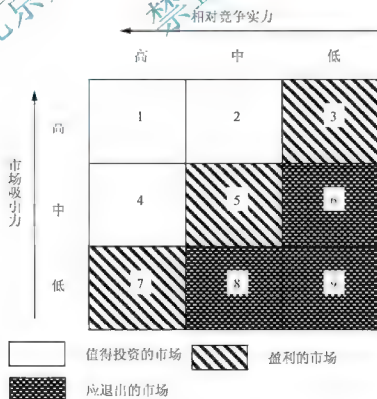 相对竞争实力
高 中 低
市场吸引力
高 1 2 3
中 4 5 6
低 7 8 9
值得投资的市场 盈利的市场
应退出的市场